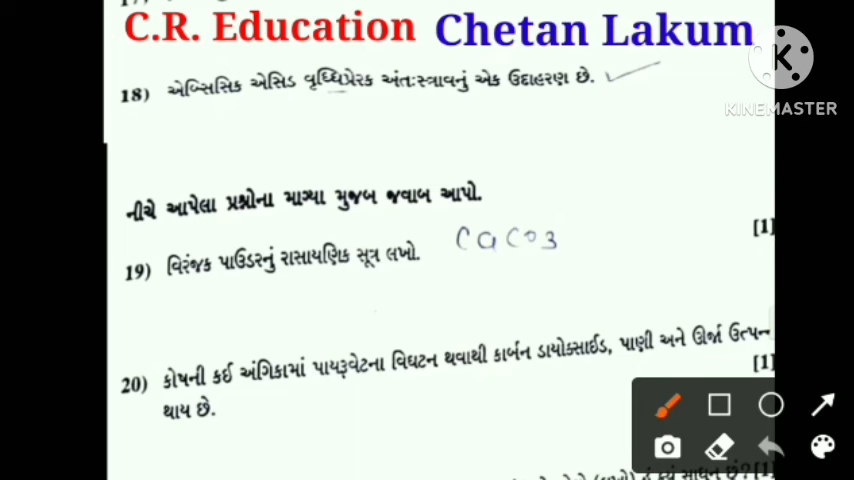 C.R. Education Chetan Lakum
18) એબ્સિસિક એસિડ વૃધ્ધિપ્રેરક અંતઃસ્ત્રાવનું એક ઉદાહરણ છે.
K
KINEMASTER
નીચે આપેલા પ્રશ્નોના માગ્યા મુજબ જવાબ આપો.
[1]
19) વિરંજક પાઉડરનું રાસાયણિક સૂત્ર લખો. CaCO3
20) કોષની કઈ અંગિકામાં પાયરૂવેટના વિઘટન થવાથી કાર્બન ડાયોક્સાઈડ, પાણી અને ઊર્જા ઉત્પન્ન
[1]
થાય છે.
સાધન છું? [1]